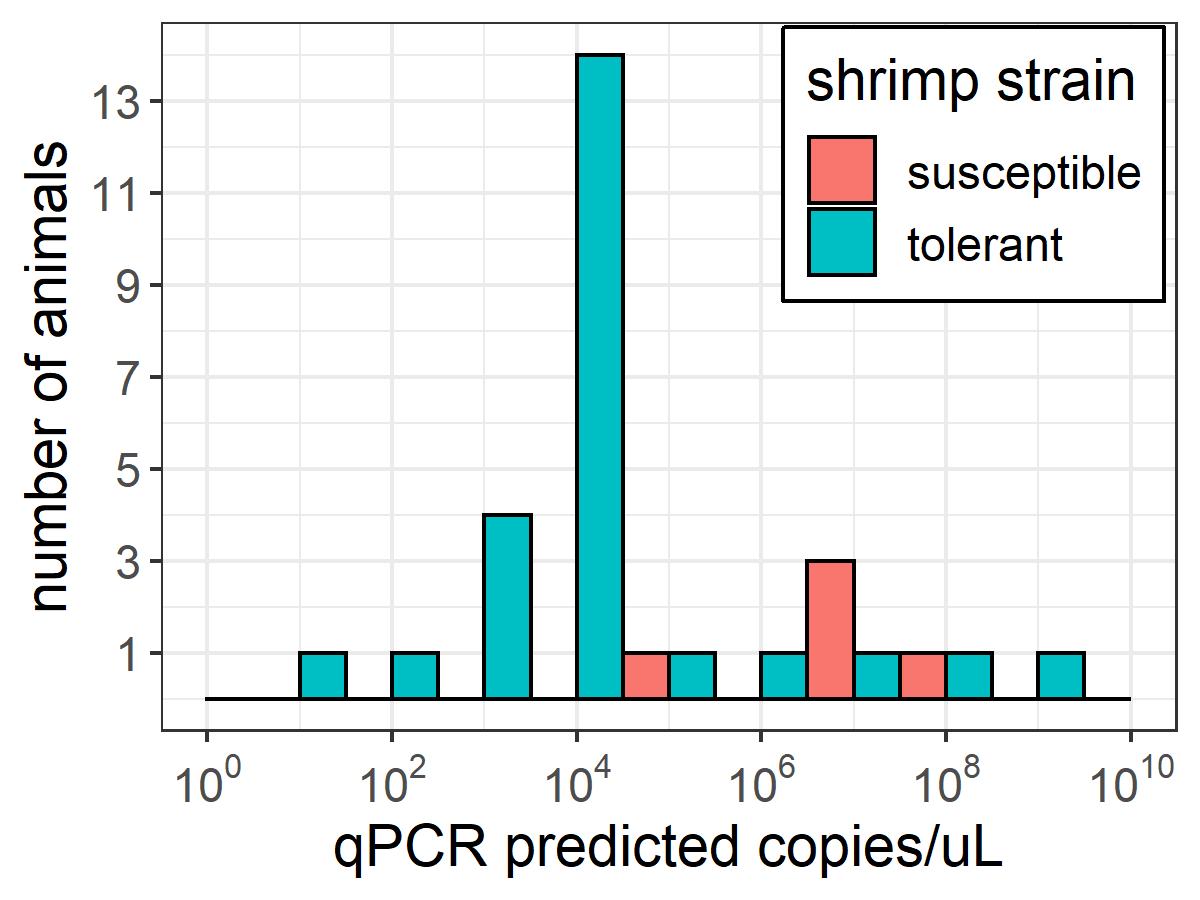 shrimp strain
susceptible
tolerant
number of animals
13
11
9
7
5
3
1
10^0 10^2 10^4 10^6 10^8 10^10
qPCR predicted copies/uL